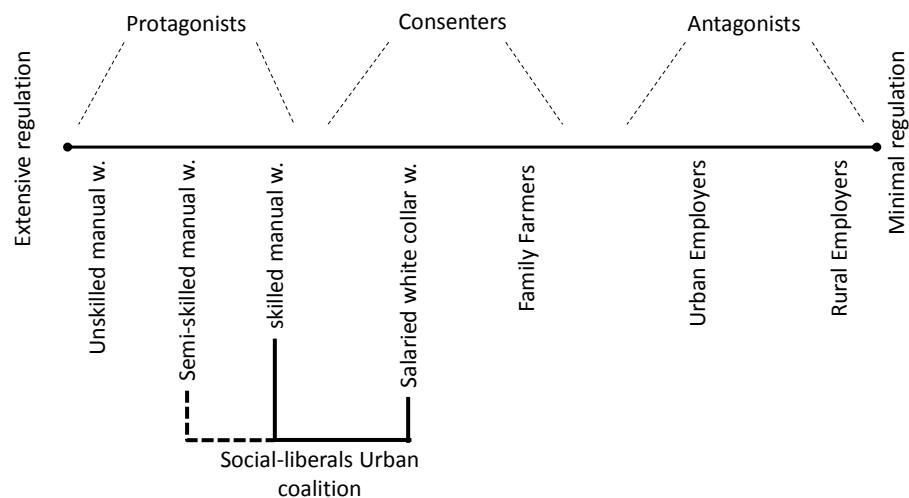 Protagonists
Consenters
Antagonists
Extensive regulation
Minimal regulation
Unskilled manual w.
Semi-skilled manual w.
skilled manual w.
Salaried white collar w.
Family Farmers
Urban Employers
Rural Employers
Social-liberals Urban
coalition